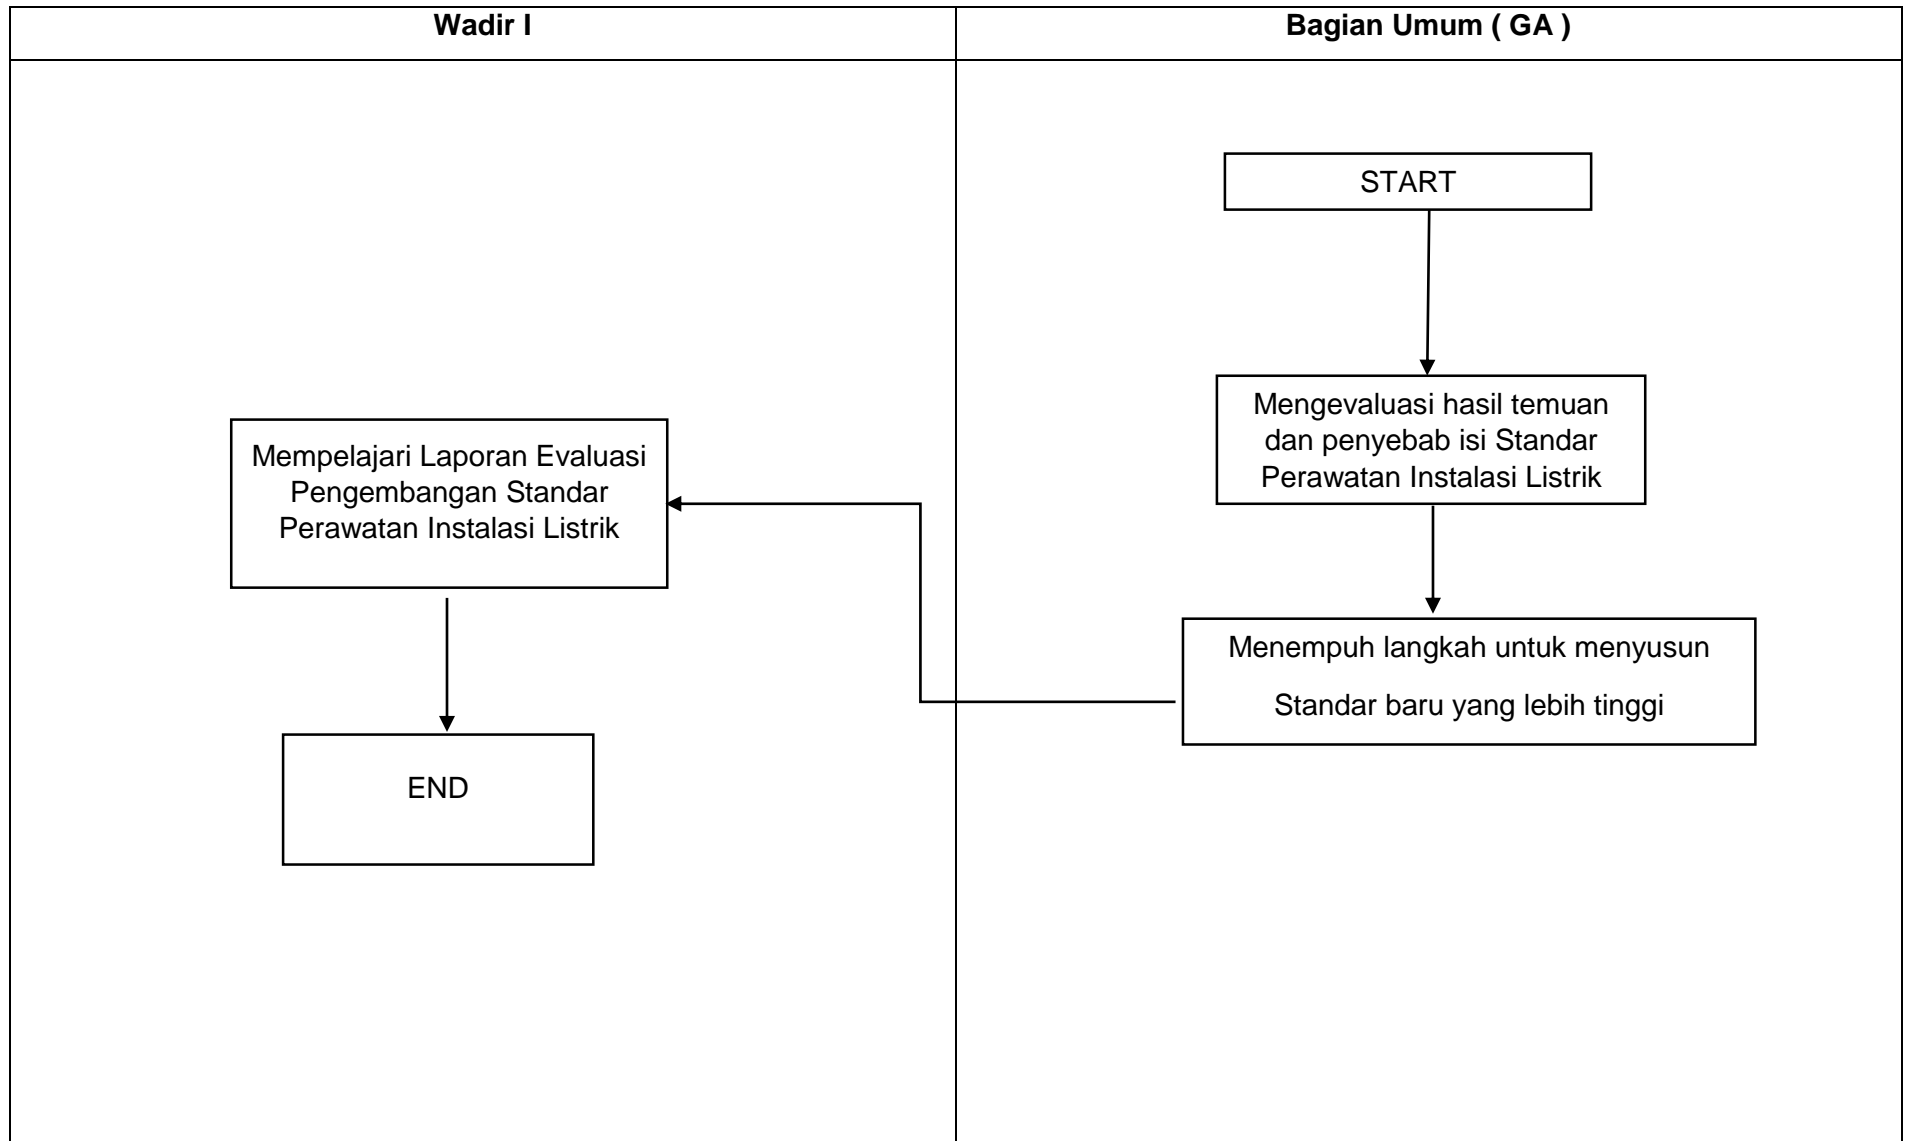 Wadir I
Bagian Umum ( GA )
START
Mengevaluasi hasil temuan
dan penyebab isi Standar
Perawatan Instalasi Listrik
Menempuh langkah untuk menyusun
Standar baru yang lebih tinggi
Mempelajari Laporan Evaluasi
Pengembangan Standar
Perawatan Instalasi Listrik
END